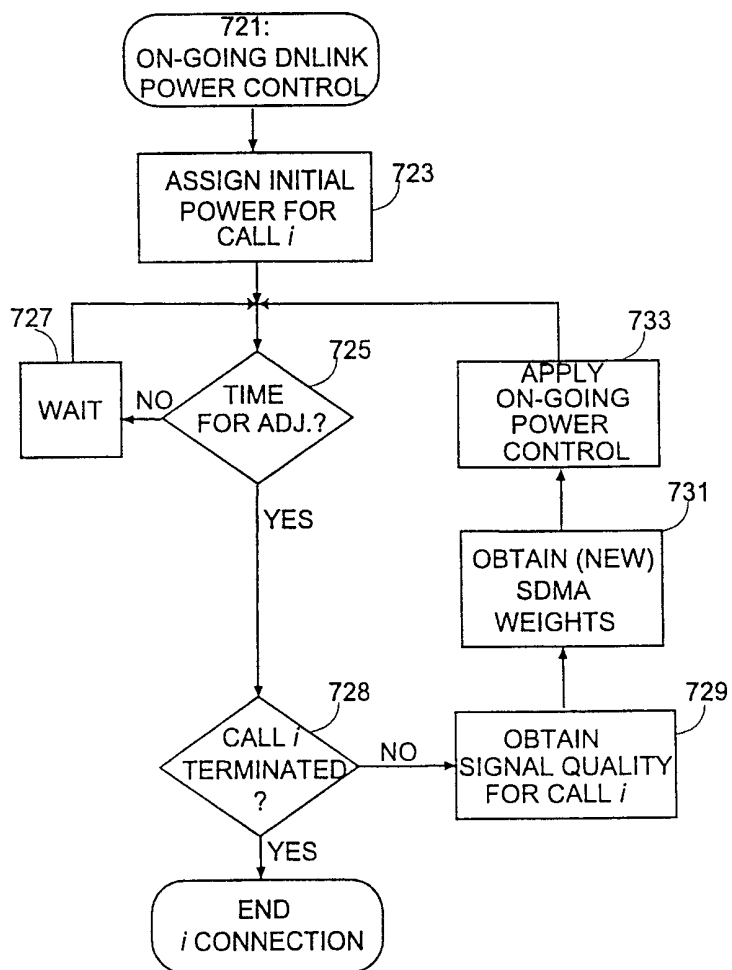 721:
ON-GOING DNLINK
POWER CONTROL
723
ASSIGN INITIAL
POWER FOR
CALL i
727
WAIT
NO
725
TIME
FOR ADJ.?
YES
733
APPLY
ON-GOING
POWER
CONTROL
731
OBTAIN (NEW)
SDMA
WEIGHTS
728
CALL i
TERMINATED
?
NO
729
OBTAIN
SIGNAL QUALITY
FOR CALL i
YES
END
i CONNECTION